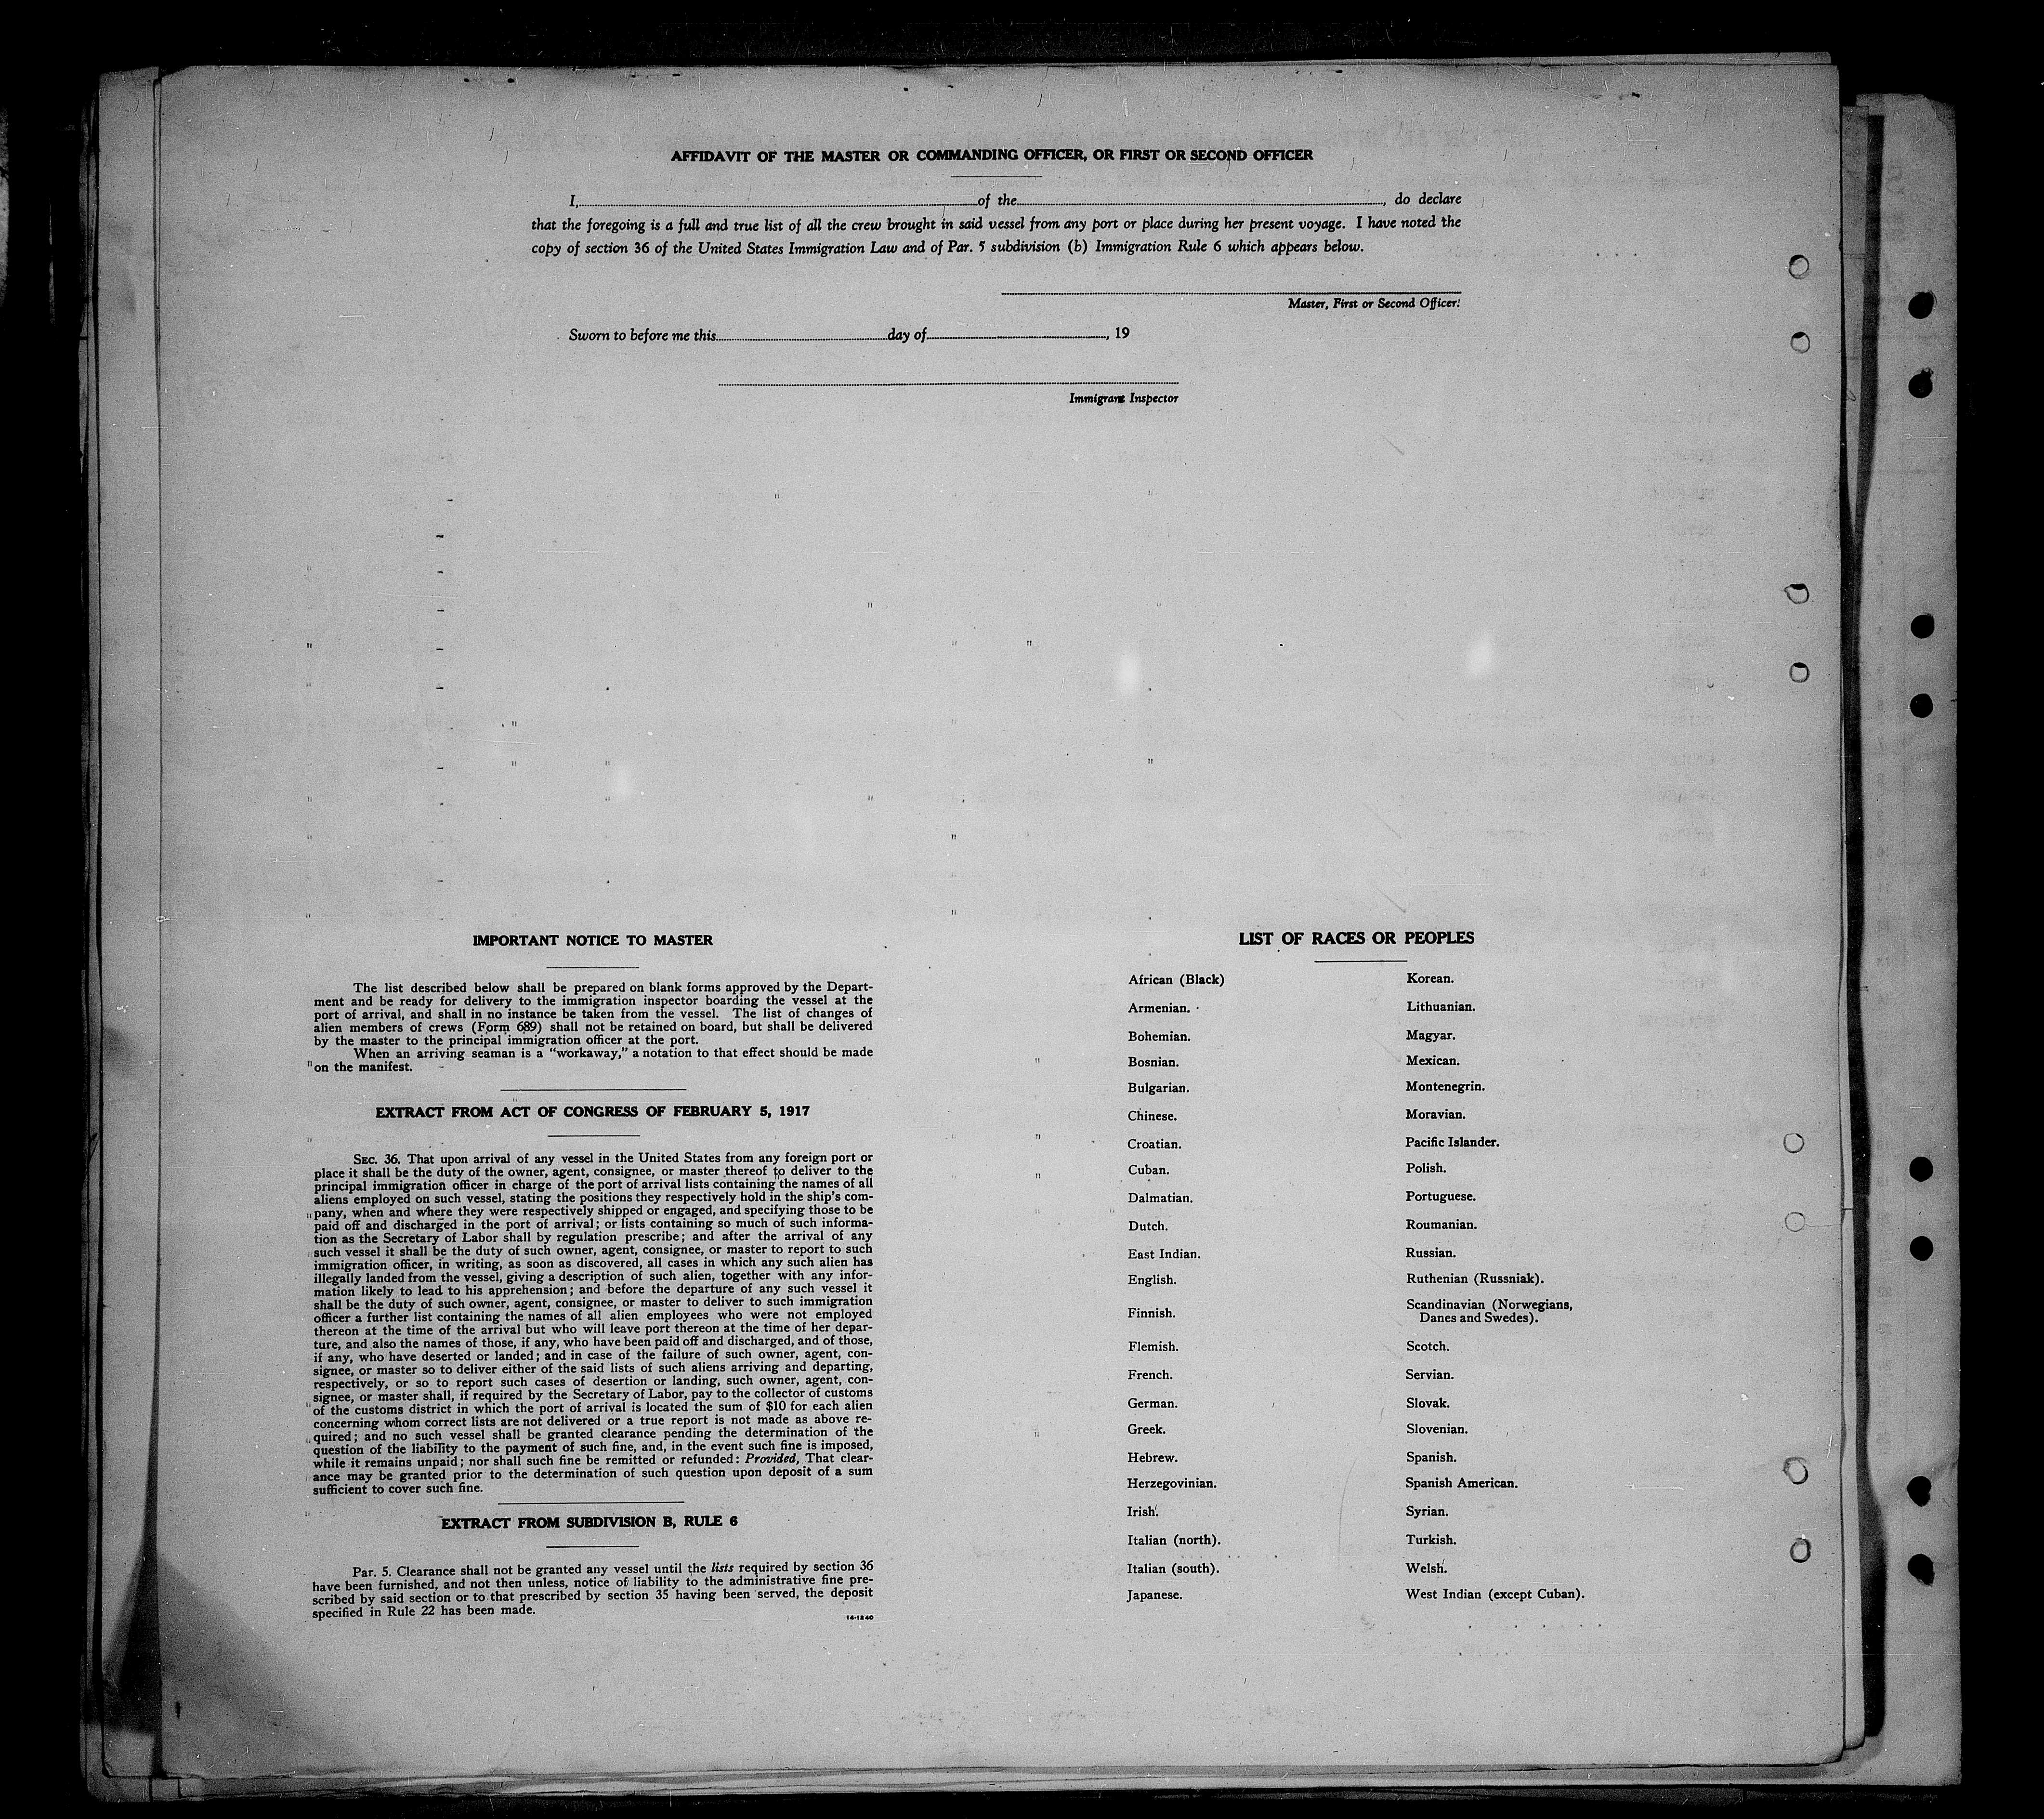 AFFIDAVIT OF THE MASTER OR COMMANDING OFFICER, OR FIRST OR SECOND OFFICER
I, of the , do declare
that the foregoing is a full and true list of all the crew brought in said vessel from any port or place during her present voyage. I have noted the
copy of section 36 of the United States Immigration Law and of Par. 5 subdivision (b) Immigration Rule 6 which appears below.
Master, First or Second Officer.
Sworn to before me this day of , 19
Immigrant Inspector
IMPORTANT NOTICE TO MASTER
The list described below shall be prepared on blank forms approved by the Depart-
ment and be ready for delivery to the immigration inspector boarding the vessel at the
port of arrival, and shall in no instance be taken from the vessel. The list of changes of
alien members of crews (Form 689) shall not be retained on board, but shall be delivered
by the master to the principal immigration officer at the port.
When an arriving seaman is a "workaway," a notation to that effect should be made
on the manifest.
EXTRACT FROM ACT OF CONGRESS OF FEBRUARY 5, 1917
SEC. 36. That upon arrival of any vessel in the United States from any foreign port or
place it shall be the duty of the owner, agent, consignee, or master thereof to deliver to the
principal immigration officer in charge of the port of arrival lists containing the names of all
aliens employed on such vessel, stating the positions they respectively hold in the ship's com-
pany, when and where they were respectively shipped or engaged, and specifying those to be
paid off and discharged in the port of arrival; or lists containing so much of such informa-
tion as the Secretary of Labor shall by regulation prescribe; and after the arrival of any
such vessel it shall be the duty of such owner, agent, consignee, or master to report to such
immigration officer, in writing, as soon as discovered, all cases in which any such alien has
illegally landed from the vessel, giving a description of such alien, together with any infor-
mation likely to lead to his apprehension; and before the departure of any such vessel it
shall be the duty of such owner, agent, consignee, or master to deliver to such immigration
officer a further list containing the names of all alien employees who were not employed
thereon at the time of the arrival but who will leave port thereon at the time of her depar-
ture, and also the names of those, if any, who have been paid off and discharged, and of those,
if any, who have deserted or landed; and in case of the failure of such owner, agent, con-
signee, or master so to deliver either of the said lists of such aliens arriving and departing,
respectively, or so to report such cases of desertion or landing, such owner, agent, con-
signee, or master shall, if required by the Secretary of Labor, pay to the collector of customs
of the customs district in which the port of arrival is located the sum of $10 for each alien
concerning whom correct lists are not delivered or a true report is not made as above re-
quired; and no such vessel shall be granted clearance pending the determination of the
question of the liability to the payment of such fine, and, in the event such fine is imposed,
while it remains unpaid; nor shall such fine be remitted or refunded: Provided, That clear-
ance may be granted prior to the determination of such question upon deposit of a sum
sufficient to cover such fine.
EXTRACT FROM SUBDIVISION B, RULE 6
Par. 5. Clearance shall not be granted any vessel until the lists required by section 36
have been furnished, and not then unless, notice of liability to the administrative fine pre-
scribed by said section or to that prescribed by section 35 having been served, the deposit
specified in Rule 22 has been made.
14-1240
LIST OF RACES OR PEOPLES
African (Black)
Armenian.
Bohemian.
Bosnian.
Bulgarian.
Chinese.
Croatian.
Cuban.
Dalmatian.
Dutch.
East Indian.
English.
Finnish.
Flemish.
French.
German.
Greek.
Hebrew.
Herzegovinian.
Irish.
Italian (north).
Italian (south).
Japanese.
Korean.
Lithuanian.
Magyar.
Mexican.
Montenegrin.
Moravian.
Pacific Islander.
Polish.
Portuguese.
Roumanian.
Russian.
Ruthenian (Russniak).
Scandinavian (Norwegians,
Danes and Swedes).
Scotch.
Servian.
Slovak.
Slovenian.
Spanish.
Spanish American.
Syrian.
Turkish.
Welsh.
West Indian (except Cuban).